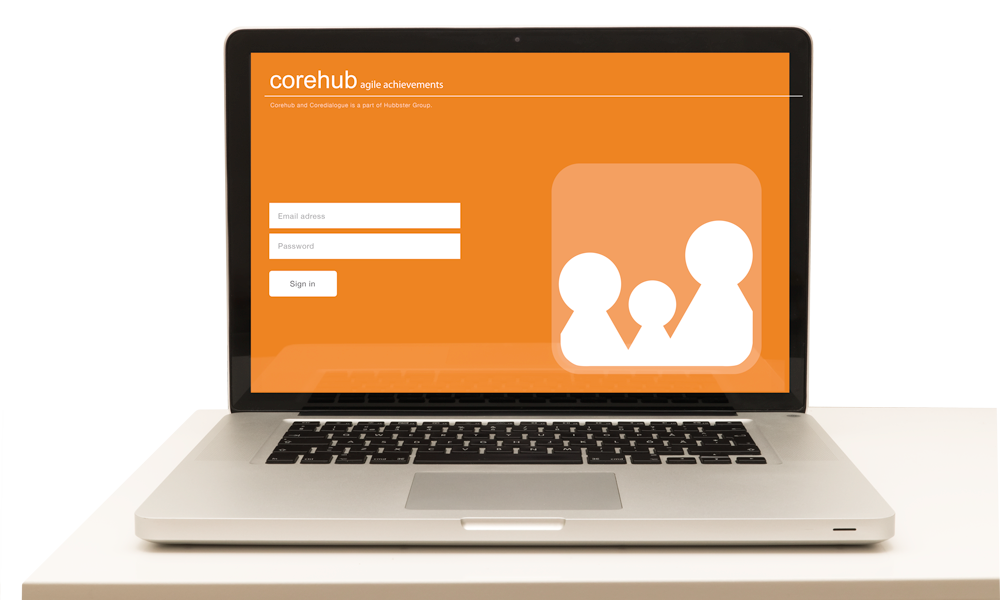 corehub agile achievements
Corehub and Coredialogue is a part of Hubbster Group.
Email adress
Password
Sign in